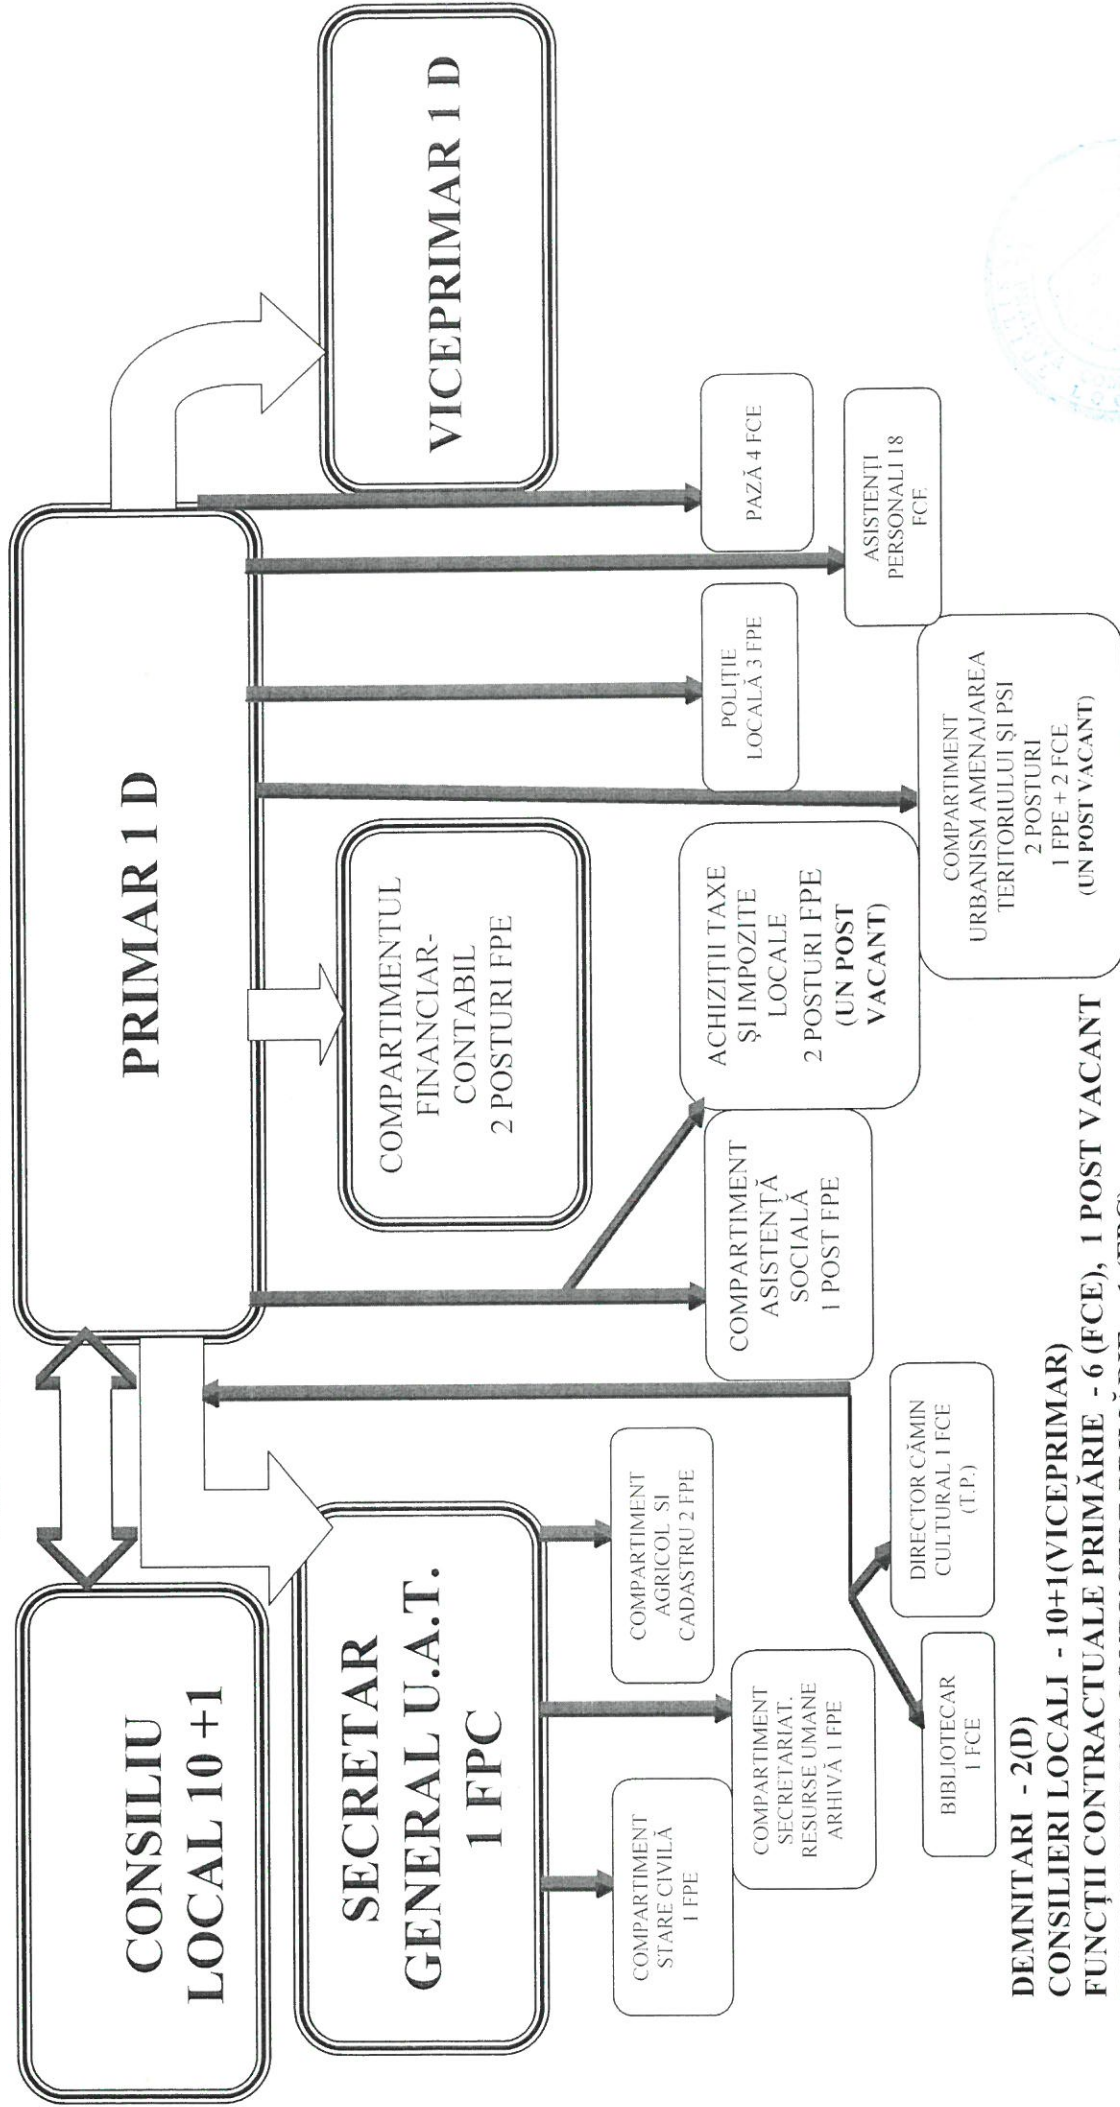 CONSILIU
LOCAL 10 +1
PRIMAR 1 D
VICEPRIMAR 1 D
SECRETAR
GENERAL U.A.T.
1 FPC
COMPARTIMENTUL
FINANCIAR-
CONTABIL
2 POSTURI FPE
COMPARTIMENT
STARE CIVILĂ
1 FPE
COMPARTIMENT
SECRETARIAT.
RESURSE UMANE
ARHIVĂ 1 FPE
COMPARTIMENT
AGRICOL SI
CADASTRU 2 FPE
COMPARTIMENT
ASISTENȚĂ
SOCIALĂ
1 POST FPE
ACHIZIȚII TAXE
ȘI IMPOZITE
LOCALE
2 POSTURI FPE
(UN POST
VACANT)
POLIȚIE
LOCALĂ 3 FPE
PAZĂ 4 FCE
ASISTENȚI
PERSONALI 18
FCE
COMPARTIMENT
URBANISM AMENAJAREA
TERITORIULUI ȘI PSI
2 POSTURI
1 FPE + 2 FCE
(UN POST VACANT)
BIBLIOTECAR
1 FCE
DIRECTOR CĂMIN
CULTURAL 1 FCE
(T.P.)
DEMNITARI - 2(D)
CONSILIERI LOCALI - 10+1(VICEPRIMAR)
FUNCȚII CONTRACTUALE PRIMĂRIE - 6 (FCE), 1 POST VACANT